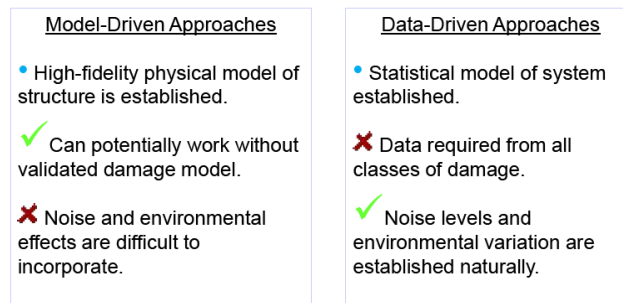 Model-Driven Approaches
• High-fidelity physical model of
structure is established.
✓Can potentially work without
validated damage model.
✗ Noise and environmental
effects are difficult to
incorporate.
Data-Driven Approaches
• Statistical model of system
established.
✗ Data required from all
classes of damage.
✓Noise levels and
environmental variation are
established naturally.